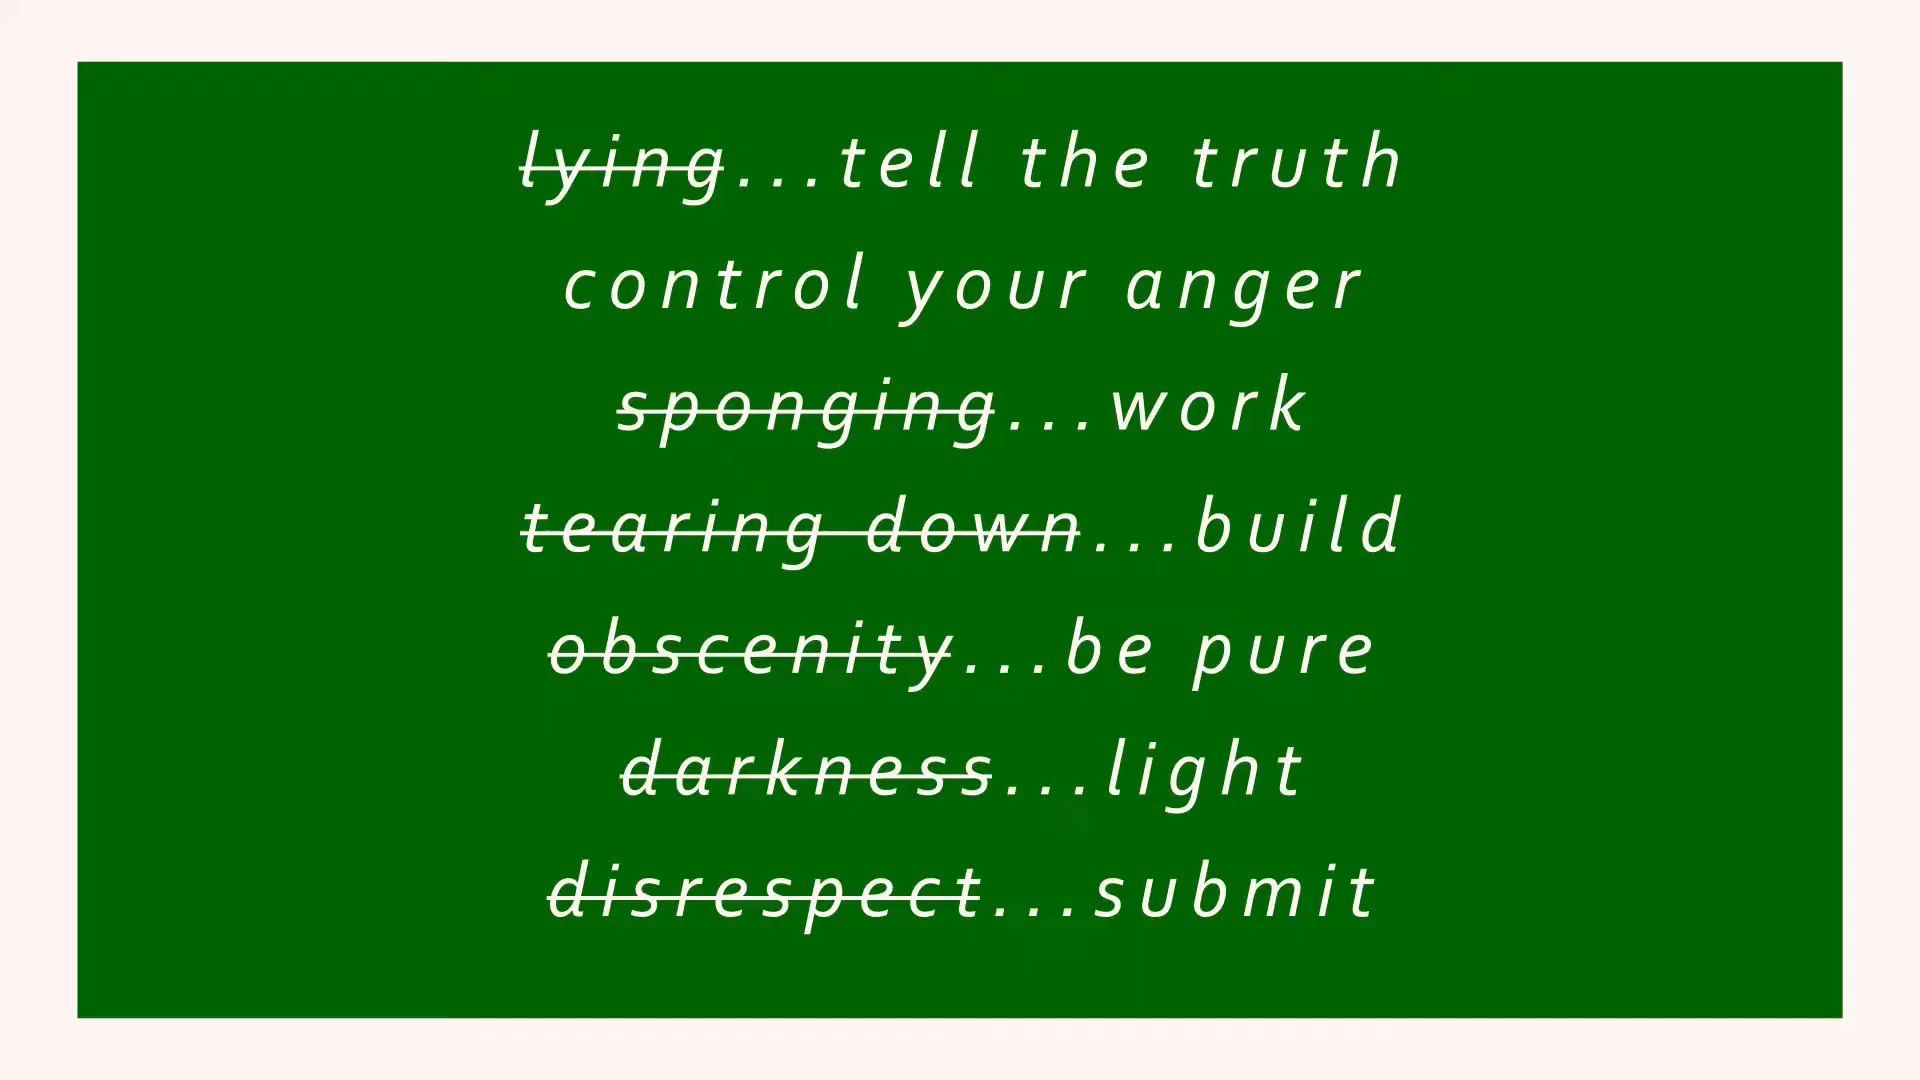 lying...tell the truth
control your anger
sponging...work
tearing down...build
obscenity...be pure
darkness...light
disrespect...submit